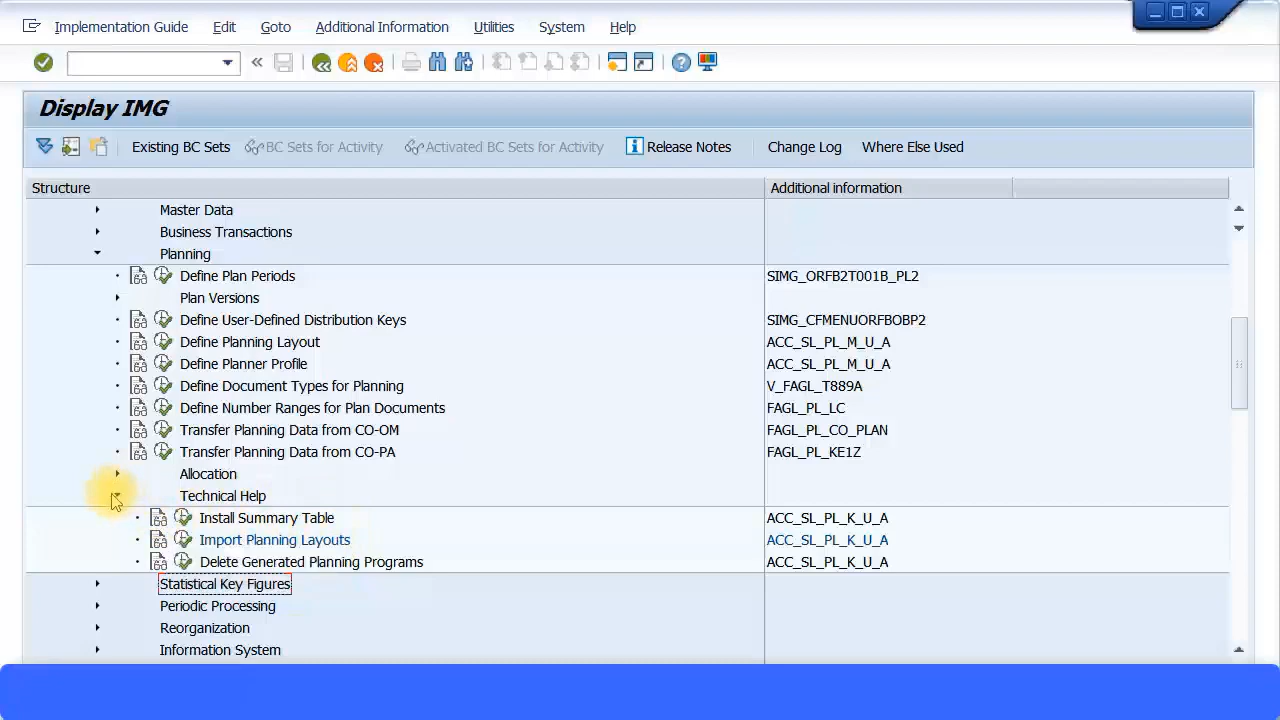 Implementation Guide Edit Goto Additional Information Utilities System Help
Display IMG
Existing BC Sets BC Sets for Activity Activated BC Sets for Activity Release Notes Change Log Where Else Used
Structure Additional information
Master Data
Business Transactions
Planning
Define Plan Periods SIMG_ORFB2T001B_PL2
Plan Versions
Define User-Defined Distribution Keys SIMG_CFMENUORFBOBP2
Define Planning Layout ACC_SL_PL_M_U_A
Define Planner Profile ACC_SL_PL_M_U_A
Define Document Types for Planning V_FAGL_T889A
Define Number Ranges for Plan Documents FAGL_PL_LC
Transfer Planning Data from CO-OM FAGL_PL_CO_PLAN
Transfer Planning Data from CO-PA FAGL_PL_KE1Z
Allocation
Technical Help
Install Summary Table ACC_SL_PL_K_U_A
Import Planning Layouts ACC_SL_PL_K_U_A
Delete Generated Planning Programs ACC_SL_PL_K_U_A
Statistical Key Figures
Periodic Processing
Reorganization
Information System